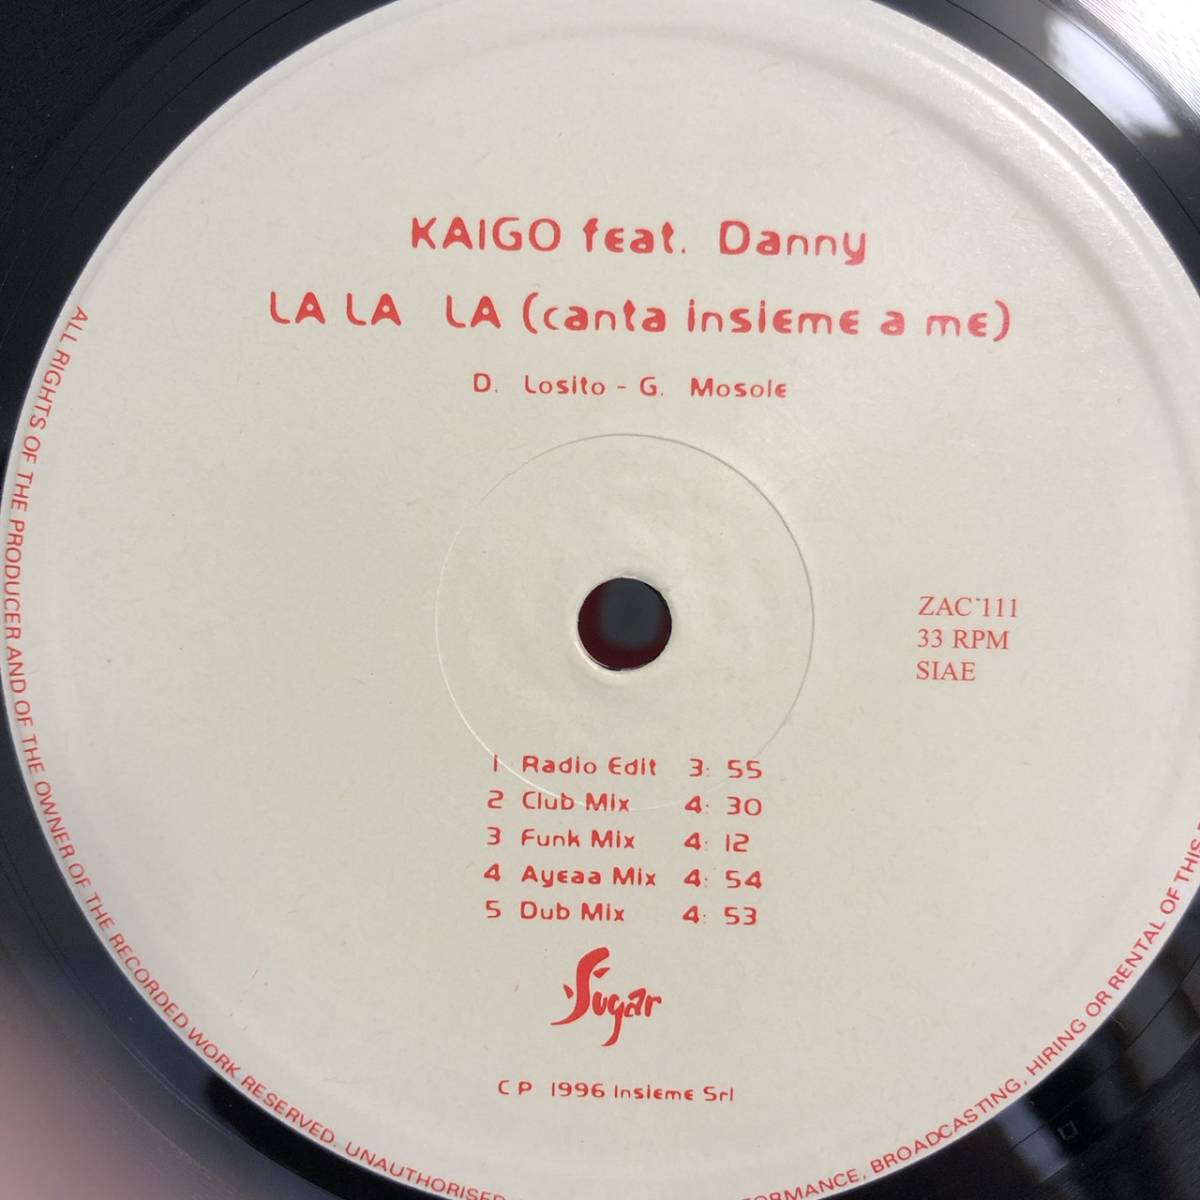 KAIGO feat. Danny
LA LA LA (canta insieme a me)
D. Losito - G. Mosole
ZAC 111
33 RPM
SIAE
1 Radio Edit 3: 55
2 Club Mix 4: 30
3 Funk Mix 4: 12
4 Ayeaa Mix 4: 54
5 Dub Mix 4: 53
Sugar
C P 1996 Insieme Srl
ALL RIGHTS OF THE PRODUCER AND OF THE OWNER OF THE RECORDED WORK RESERVED. UNAUTHORISED
BROADCASTING, HIRING OR RENTAL OF THIS